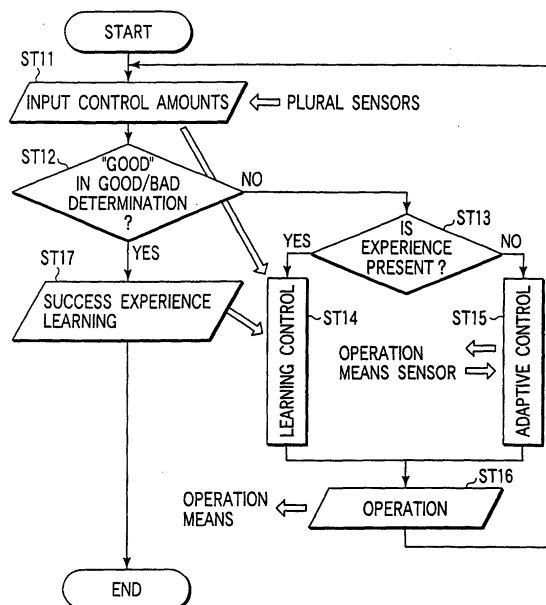 START
ST11
INPUT CONTROL AMOUNTS
PLURAL SENSORS
ST12
"GOOD"
IN GOOD/BAD
DETERMINATION
?
NO
YES
ST13
IS
EXPERIENCE
PRESENT ?
YES
NO
ST17
SUCCESS EXPERIENCE
LEARNING
LEARNING CONTROL
ST14
ST15
ADAPTIVE CONTROL
OPERATION
MEANS SENSOR
ST16
OPERATION
OPERATION
MEANS
END